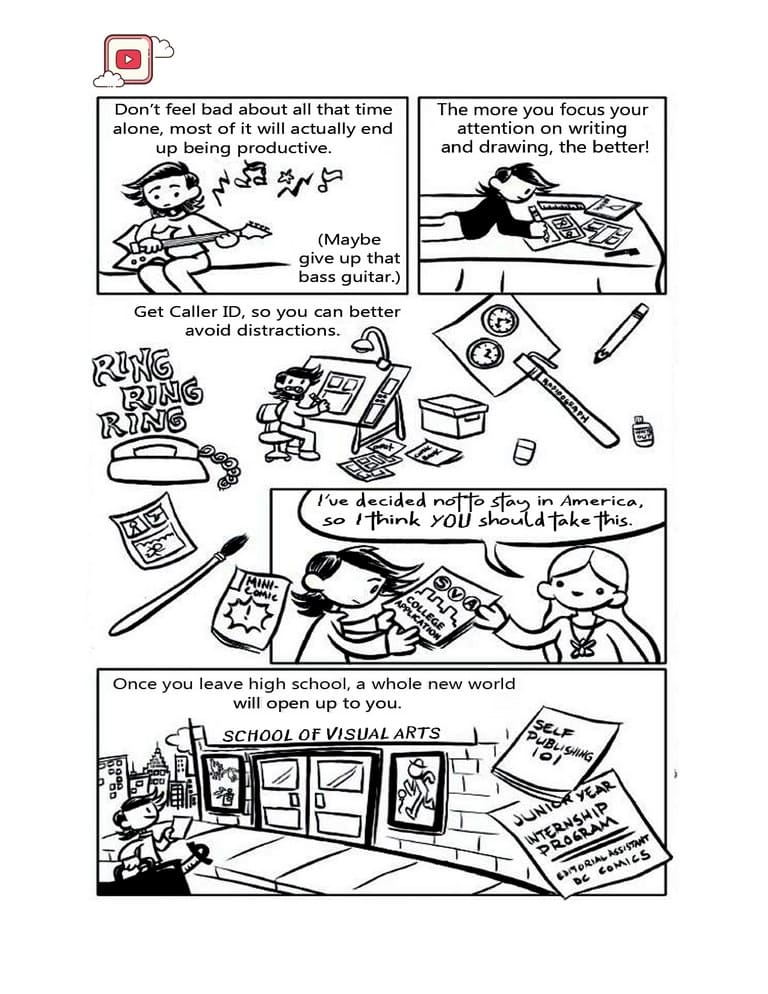 Don't feel bad about all that time
alone, most of it will actually end
up being productive.
(Maybe
give up that
bass guitar.)
The more you focus your
attention on writing
and drawing, the better!
Get Caller ID, so you can better
avoid distractions.
RING
RING
RING
RAPIDOGRAPH
MINI-
COMIC
!
I've decided not to stay in America,
so I think YOU should take this.
SVA
COLLEGE
APPLICATION
Once you leave high school, a whole new world
will open up to you.
SCHOOL OF VISUAL ARTS
SELF
PUBLISHING
101
JUNIOR YEAR
INTERNSHIP
PROGRAM
EDITORIAL ASSISTANT
DC COMICS